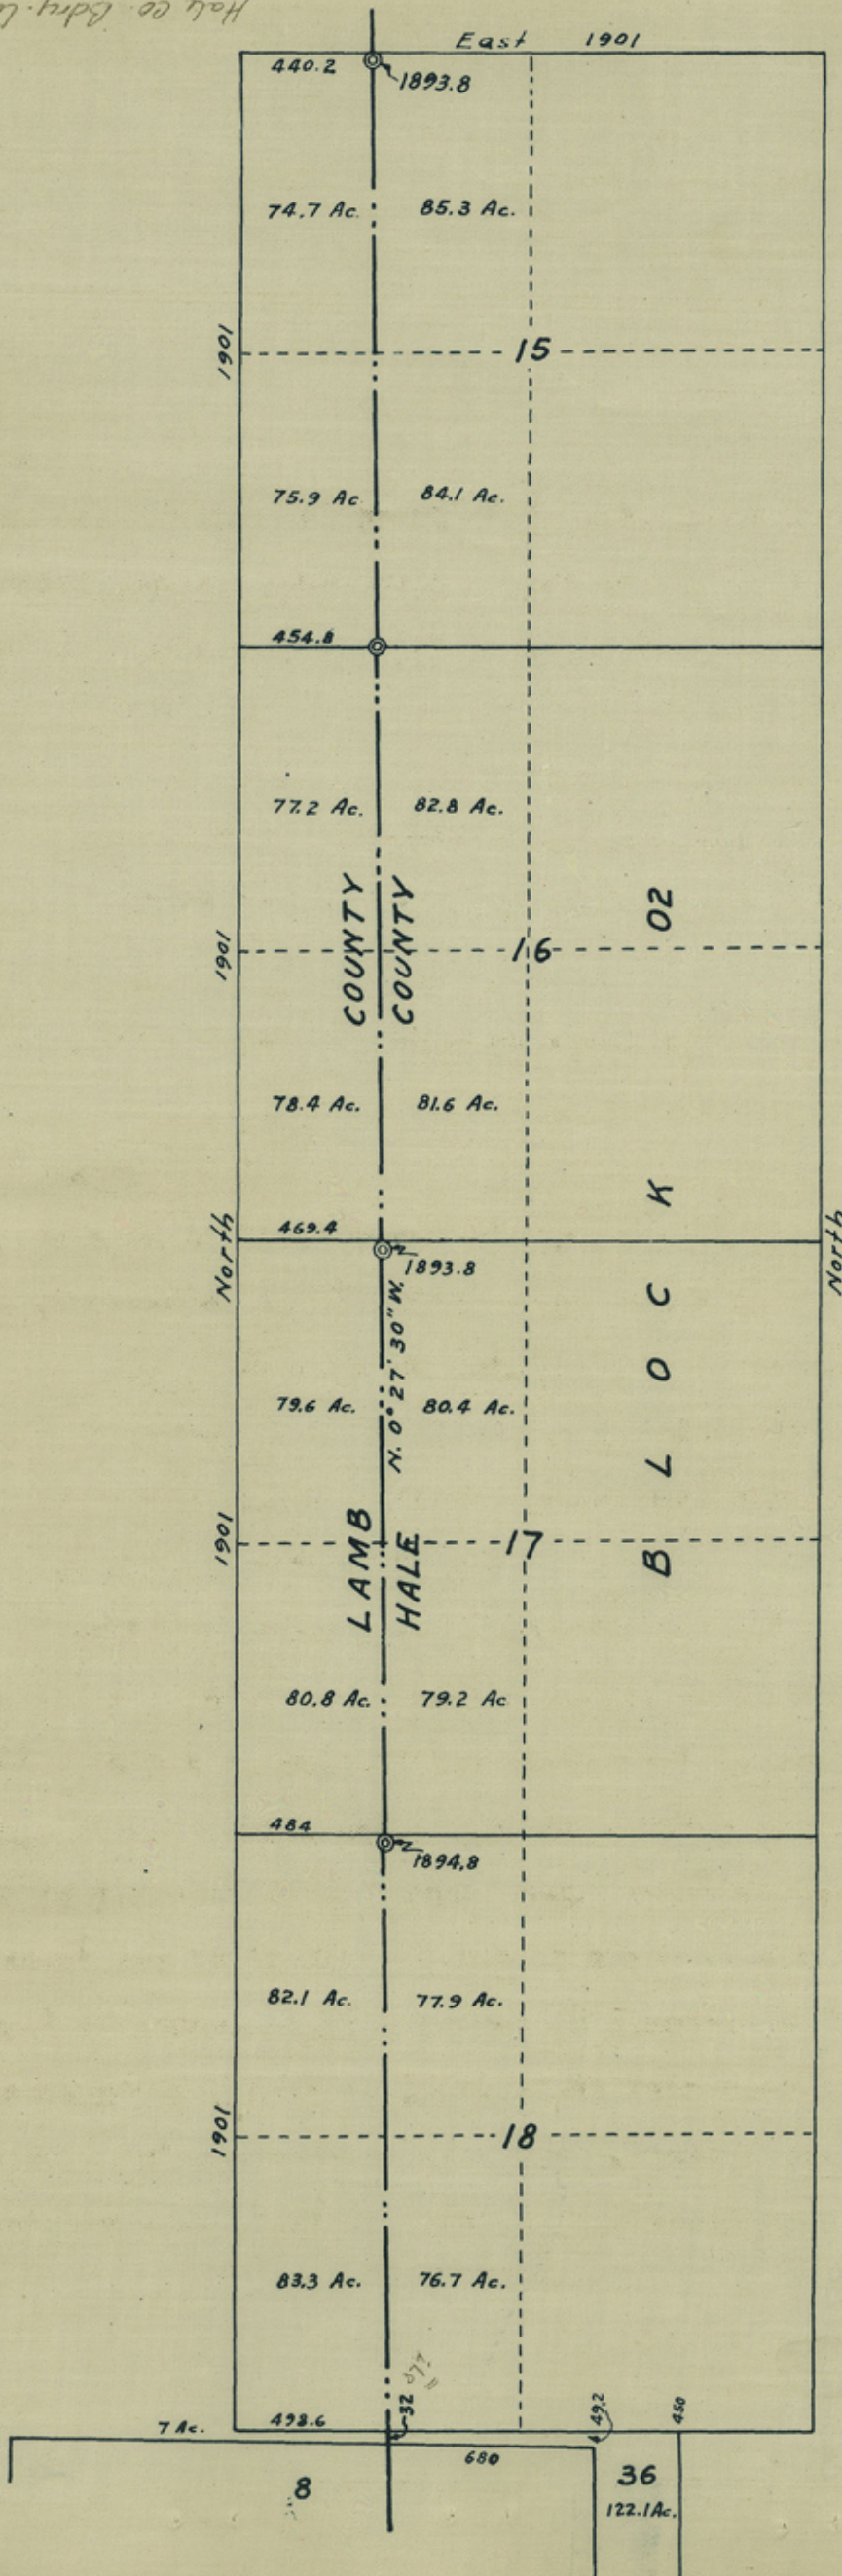 Hale Co. Bdry.
East 1901
440.2
1893.8
74.7 Ac. 85.3 Ac.
1901
15
75.9 Ac 84.1 Ac.
454.8
77.2 Ac. 82.8 Ac.
COUNTY
COUNTY
02
1901
16
78.4 Ac. 81.6 Ac.
North
469.4
1893.8
North
N. 0° 27' 30" W.
BLOCK
79.6 Ac. 80.4 Ac.
LAMB
HALE
1901
17
80.8 Ac. 79.2 Ac
484
1894.8
82.1 Ac. 77.9 Ac.
1901
18
83.3 Ac. 76.7 Ac.
32
49.2
450
7 Ac.
498.6
680
8
36
122.1 Ac.